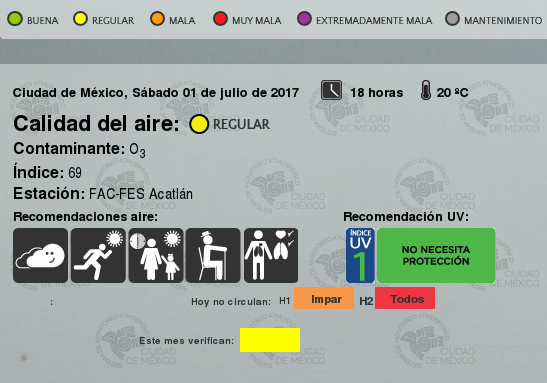 BUENA REGULAR MALA MUY MALA EXTREMADAMENTE MALA MANTENIMIENTO
Ciudad de México, Sábado 01 de julio de 2017 18 horas 20 ºC
Calidad del aire: REGULAR
Contaminante: O3
Índice: 69
Estación: FAC-FES Acatlán
Recomendaciones aire: Recomendación UV:
ÍNDICE
UV
1
NO NECESITA
PROTECCIÓN
: Hoy no circulan: H1 Impar H2 Todos
Este mes verifican:
CIUDAD
DE MÉXICO